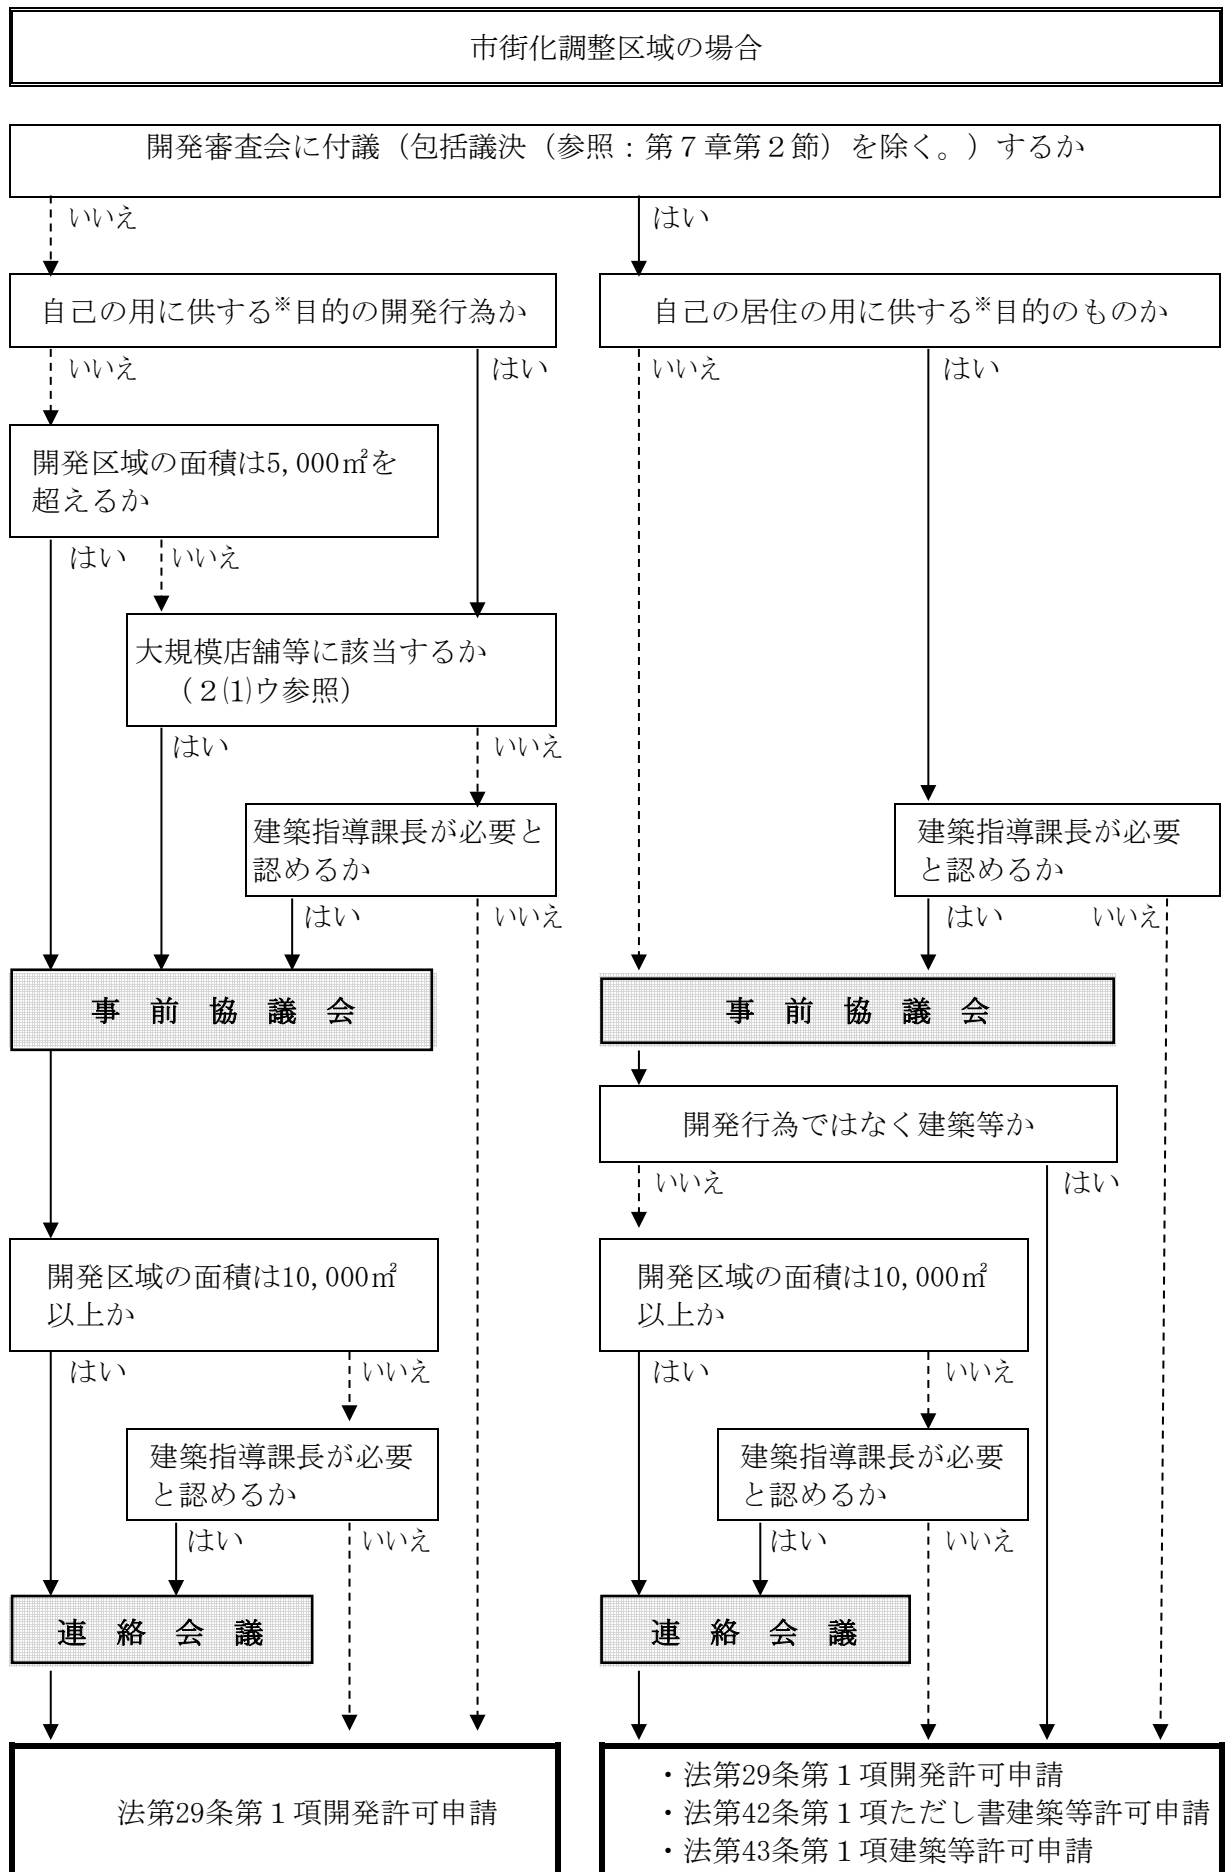 市街化調整区域の場合
開発審査会に付議（包括議決（参照：第７章第２節）を除く。）するか
いいえ
はい
自己の用に供する※目的の開発行為か
自己の居住の用に供する※目的のものか
いいえ
はい
いいえ
はい
開発区域の面積は5,000㎡を
超えるか
はい
いいえ
大規模店舗等に該当するか
（２⑴ウ参照）
はい
いいえ
建築指導課長が必要と
認めるか
建築指導課長が必要
と認めるか
はい
いいえ
はい
いいえ
事　前　協　議　会
事　前　協　議　会
開発行為ではなく建築等か
いいえ
はい
開発区域の面積は10,000㎡
以上か
開発区域の面積は10,000㎡
以上か
はい
いいえ
はい
いいえ
建築指導課長が必要
と認めるか
建築指導課長が必要
と認めるか
はい
いいえ
はい
いいえ
連　絡　会　議
連　絡　会　議
法第29条第１項開発許可申請
・法第29条第１項開発許可申請
・法第42条第１項ただし書建築等許可申請
・法第43条第１項建築等許可申請